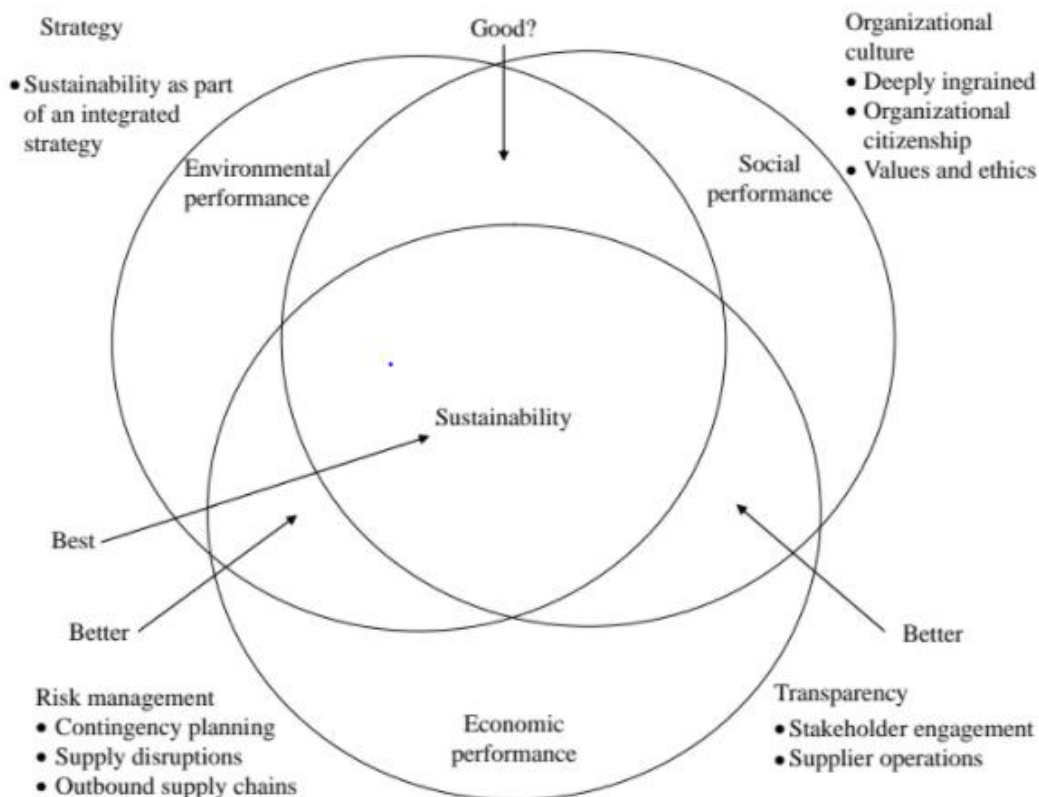 Strategy
• Sustainability as part
of an integrated
strategy
Good?
Organizational
culture
• Deeply ingrained
• Organizational
citizenship
• Values and ethics
Environmental
performance
Social
performance
Sustainability
Best
Better
Better
Risk management
• Contingency planning
• Supply disruptions
• Outbound supply chains
Economic
performance
Transparency
• Stakeholder engagement
• Supplier operations